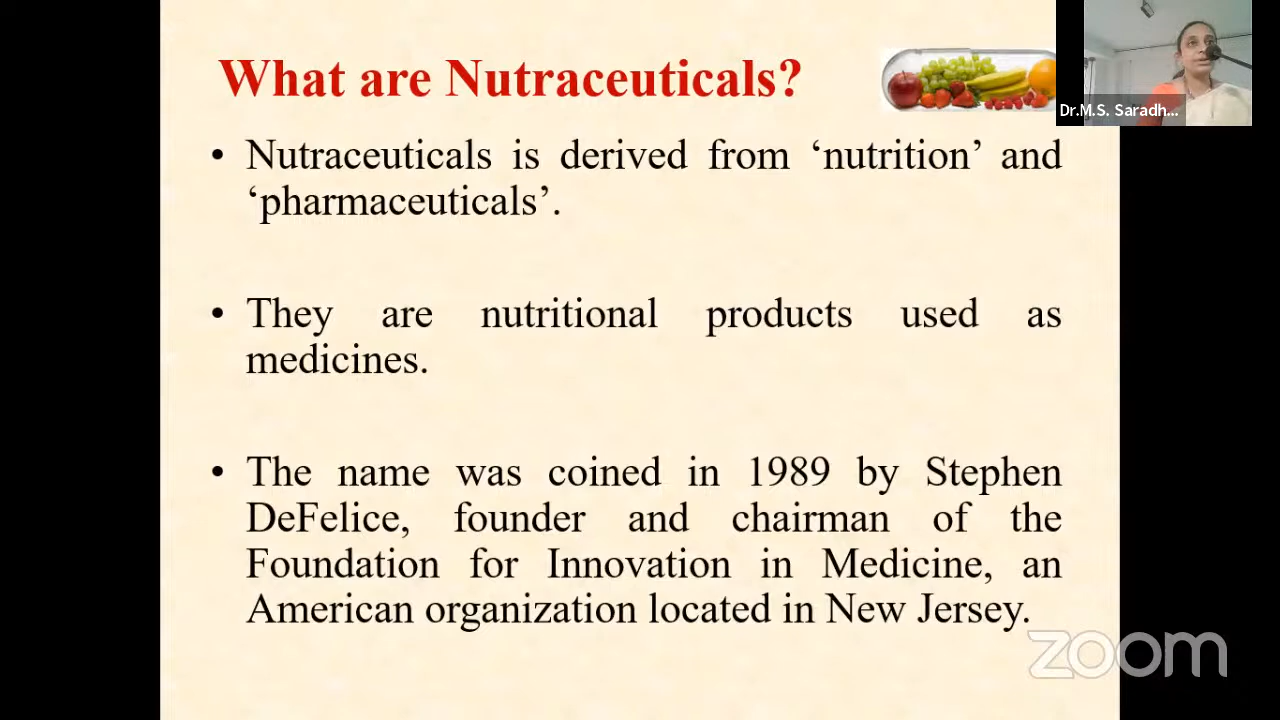 What are Nutraceuticals?
Dr.M.S. Saradh...
• Nutraceuticals is derived from ‘nutrition’ and
‘pharmaceuticals’.
• They are nutritional products used as
medicines.
• The name was coined in 1989 by Stephen
DeFelice, founder and chairman of the
Foundation for Innovation in Medicine, an
American organization located in New Jersey.
zoom